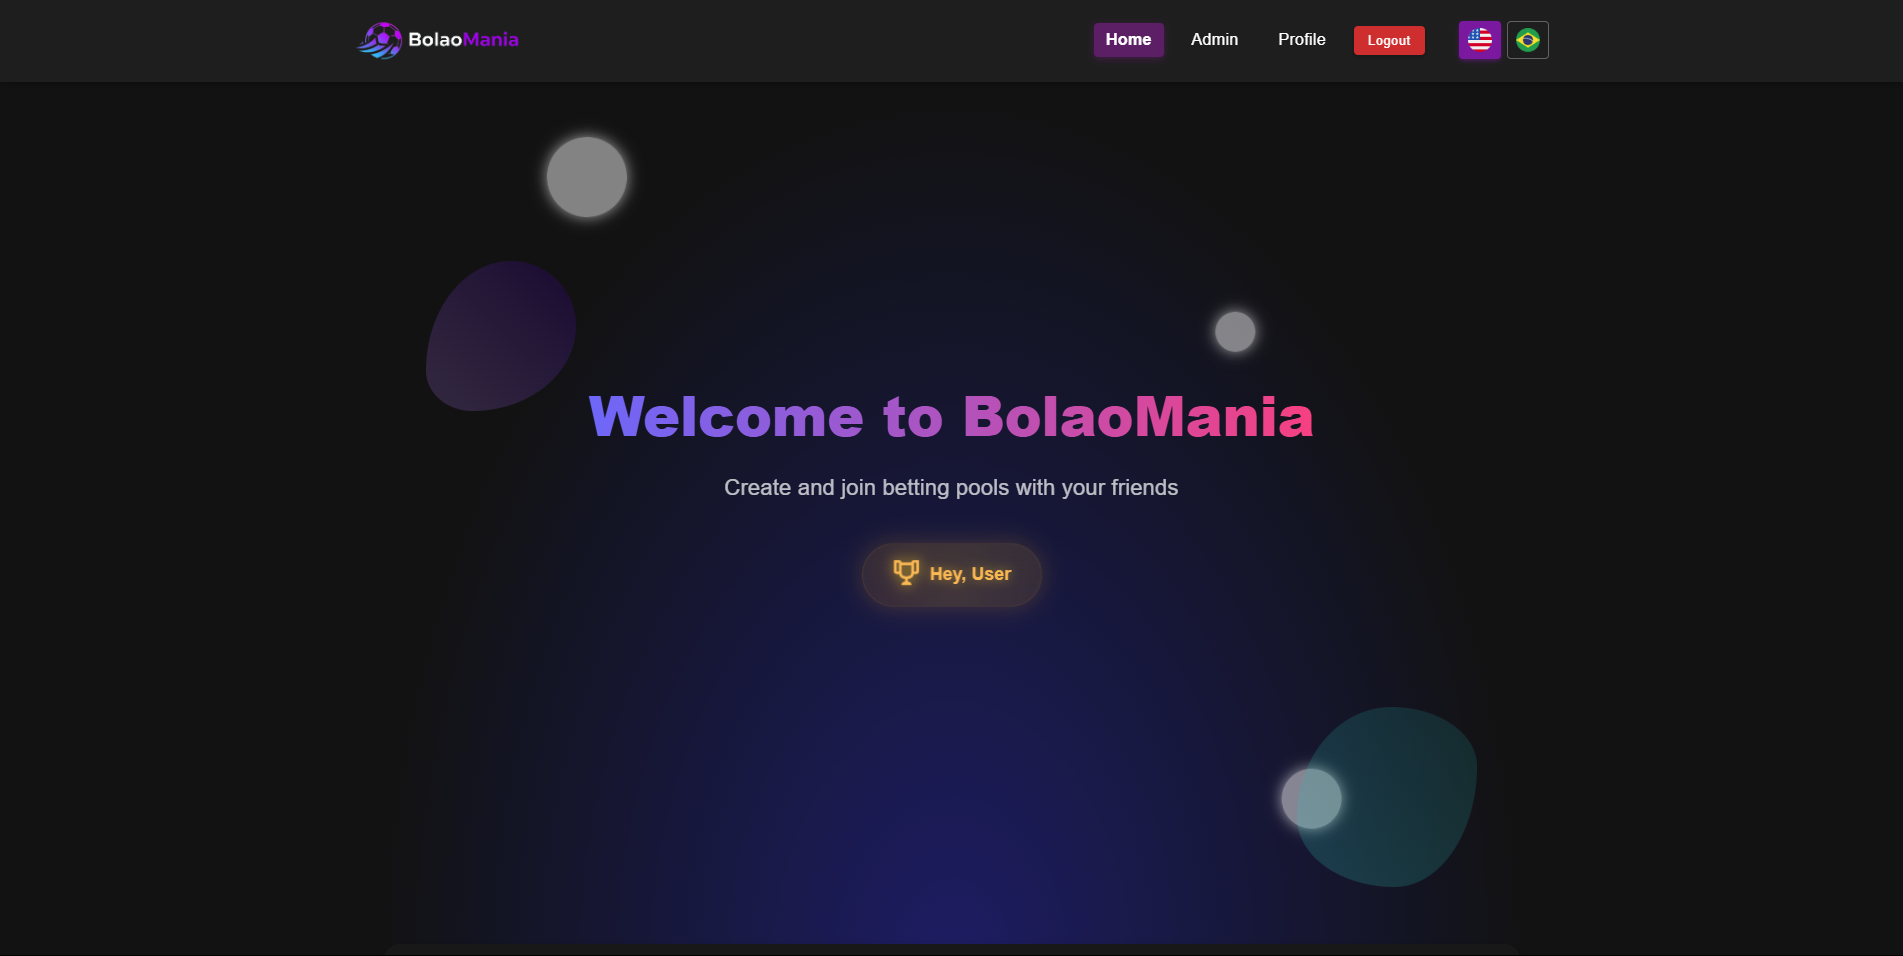 BolaoMania
Home
Admin
Profile
Logout
Welcome to BolaoMania
Create and join betting pools with your friends
Hey, User